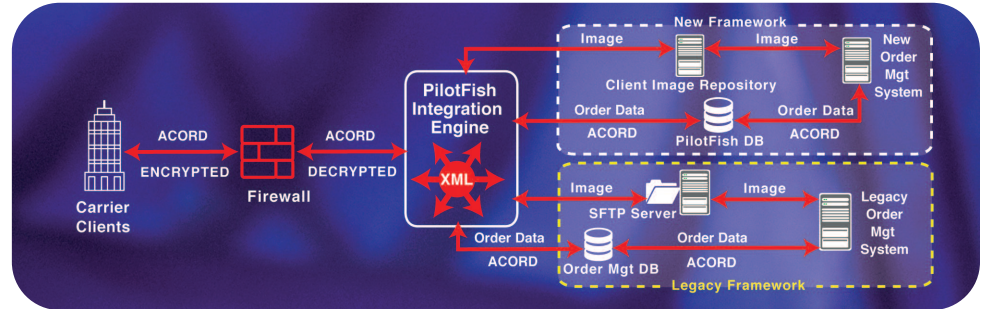 New Framework
Image
Image
New
Order
Mgt
System
Client Image Repository
PilotFish
Integration
Engine
XML
Order Data
ACORD
Order Data
ACORD
PilotFish DB
ACORD
ENCRYPTED
ACORD
DECRYPTED
Firewall
Carrier
Clients
Image
Image
SFTP Server
Legacy
Order
Mgt
System
Order Data
ACORD
Order Data
ACORD
Order Mgt DB
Legacy Framework